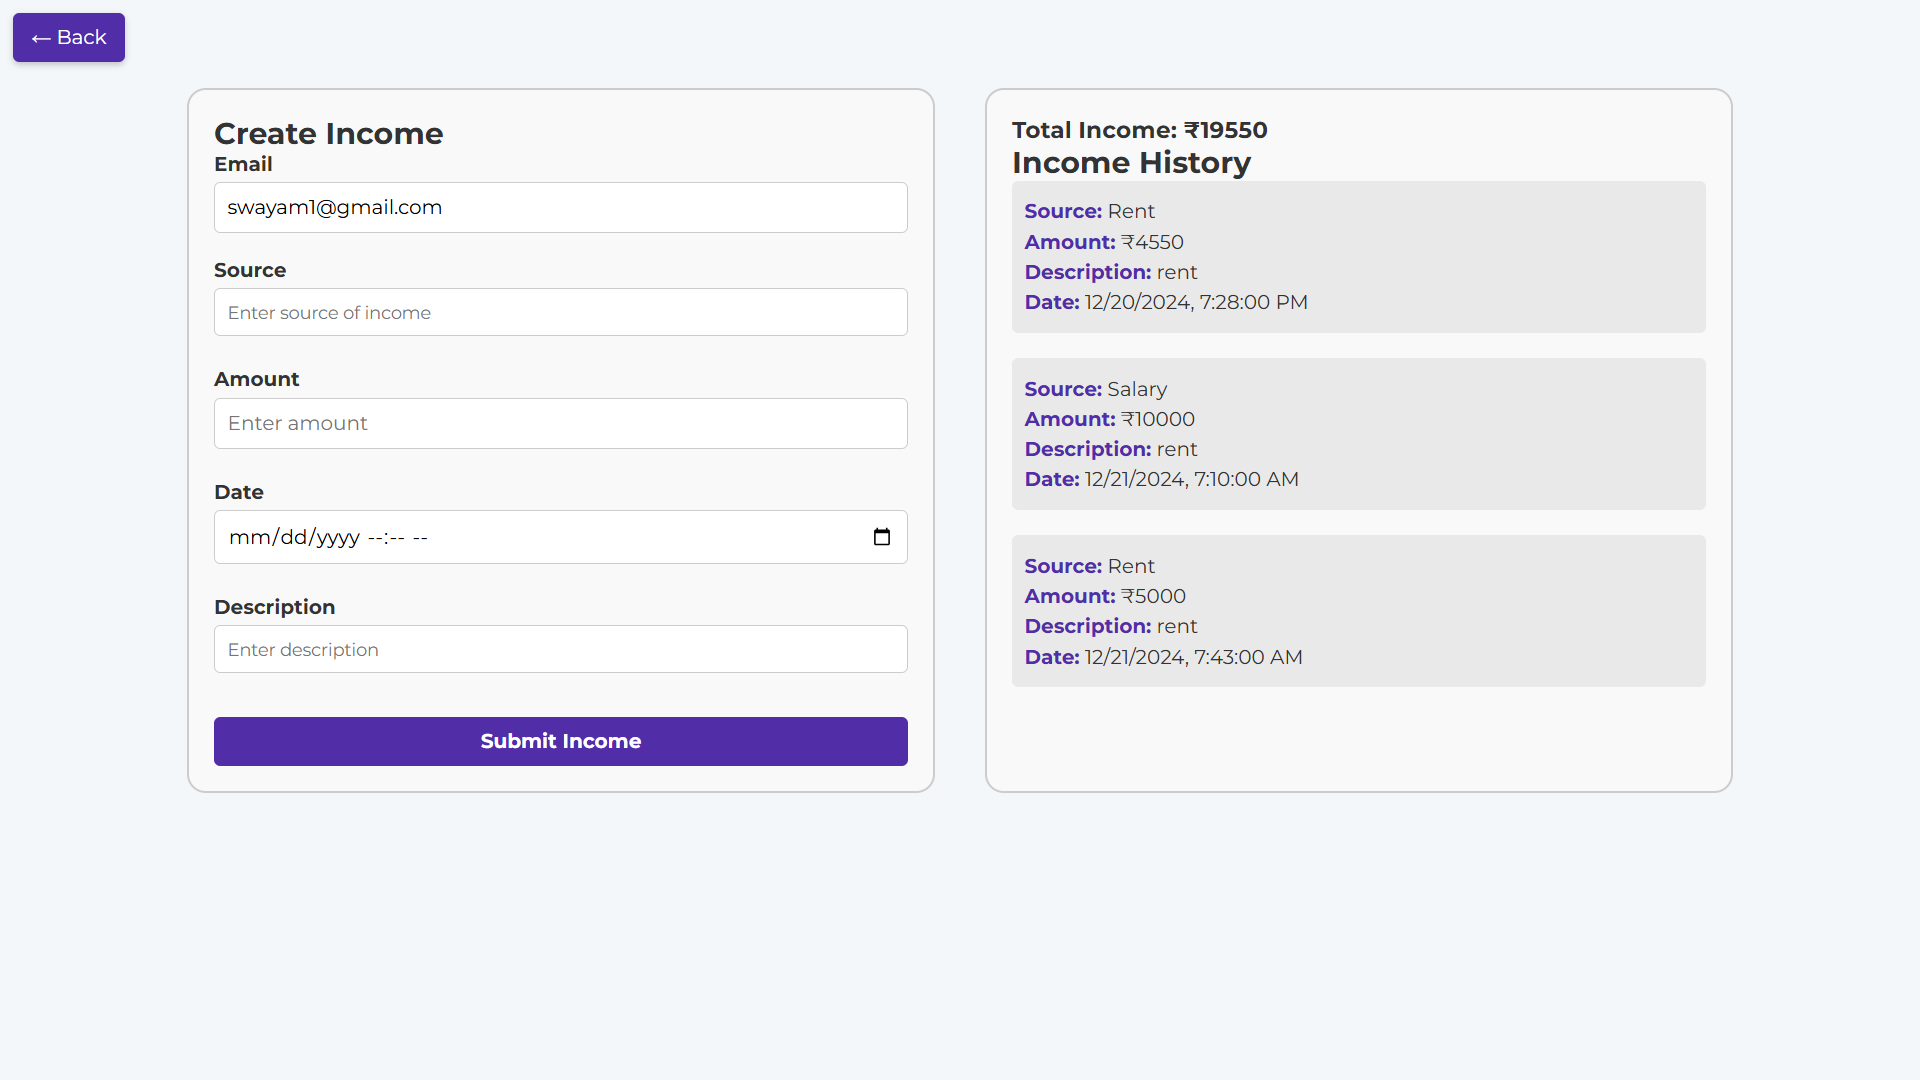 ← Back
Create Income
Email
swayam1@gmail.com
Source
Enter source of income
Amount
Enter amount
Date
mm/dd/yyyy --:-- --
Description
Enter description
Submit Income
Total Income: ₹19550
Income History
Source: Rent
Amount: ₹4550
Description: rent
Date: 12/20/2024, 7:28:00 PM
Source: Salary
Amount: ₹10000
Description: rent
Date: 12/21/2024, 7:10:00 AM
Source: Rent
Amount: ₹5000
Description: rent
Date: 12/21/2024, 7:43:00 AM